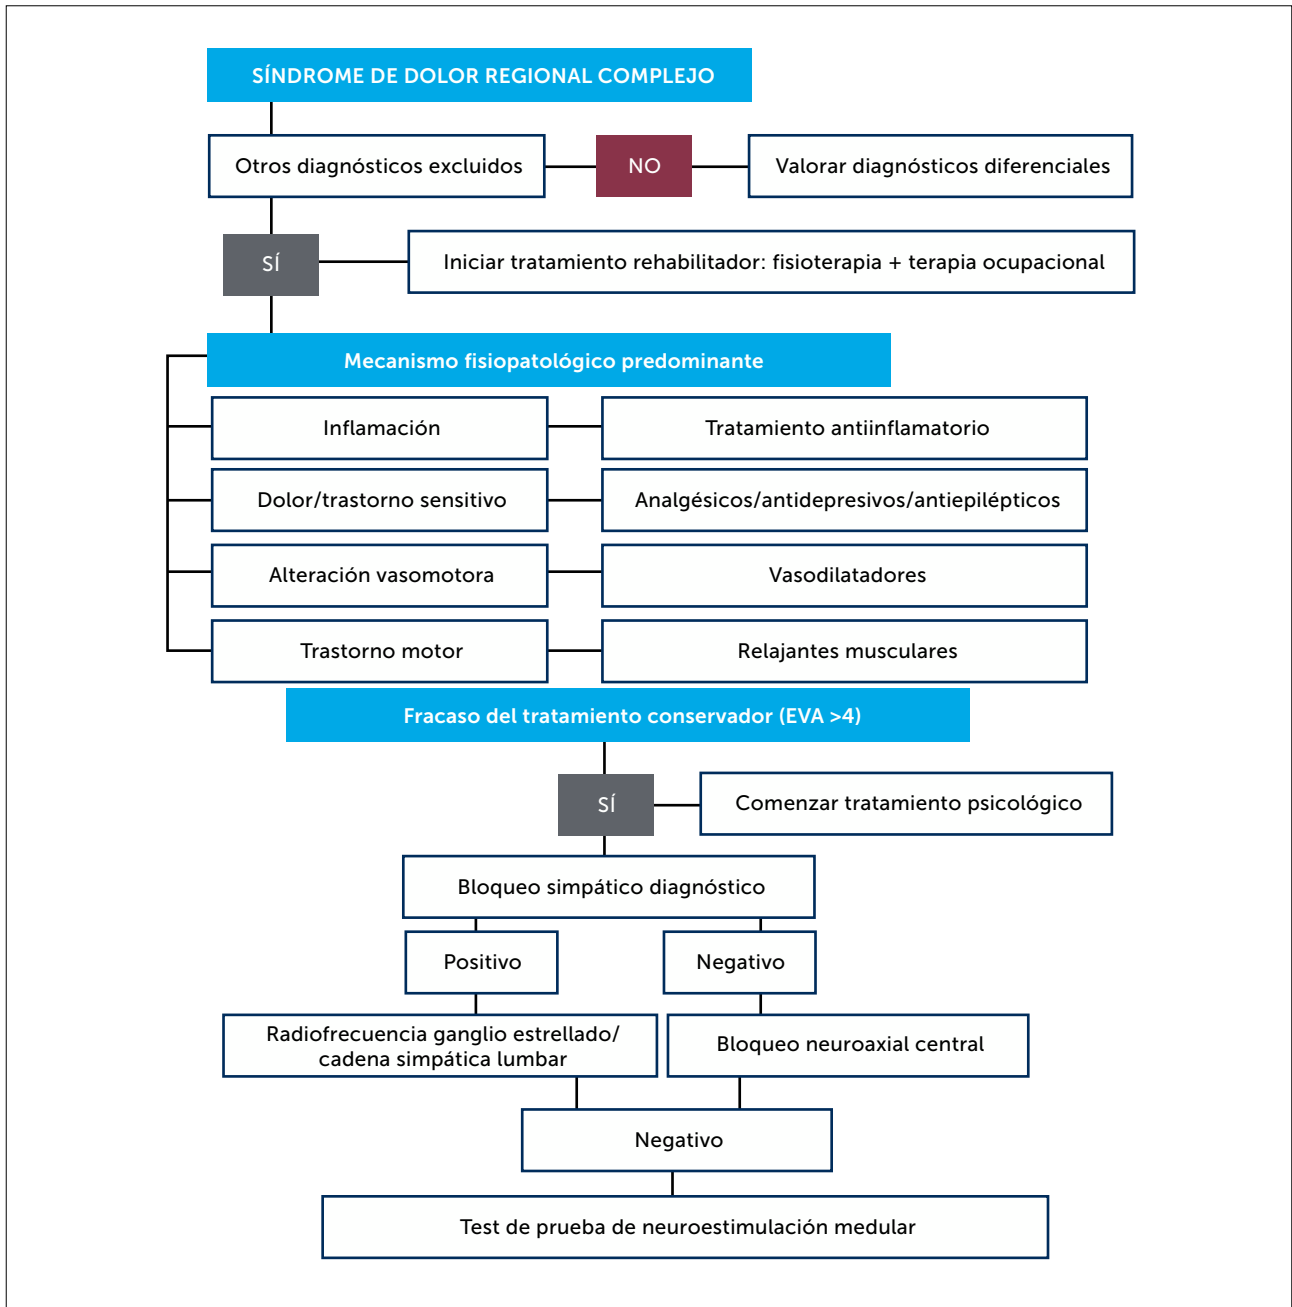 SÍNDROME DE DOLOR REGIONAL COMPLEJO
Otros diagnósticos excluidos
NO
Valorar diagnósticos diferenciales
SÍ
Iniciar tratamiento rehabilitador: fisioterapia + terapia ocupacional
Mecanismo fisiopatológico predominante
Inflamación
Tratamiento antiinflamatorio
Dolor/trastorno sensitivo
Analgésicos/antidepresivos/antiepilépticos
Alteración vasomotora
Vasodilatadores
Trastorno motor
Relajantes musculares
Fracaso del tratamiento conservador (EVA >4)
SÍ
Comenzar tratamiento psicológico
Bloqueo simpático diagnóstico
Positivo
Negativo
Radiofrecuencia ganglio estrellado/
cadena simpática lumbar
Bloqueo neuroaxial central
Negativo
Test de prueba de neuroestimulación medular